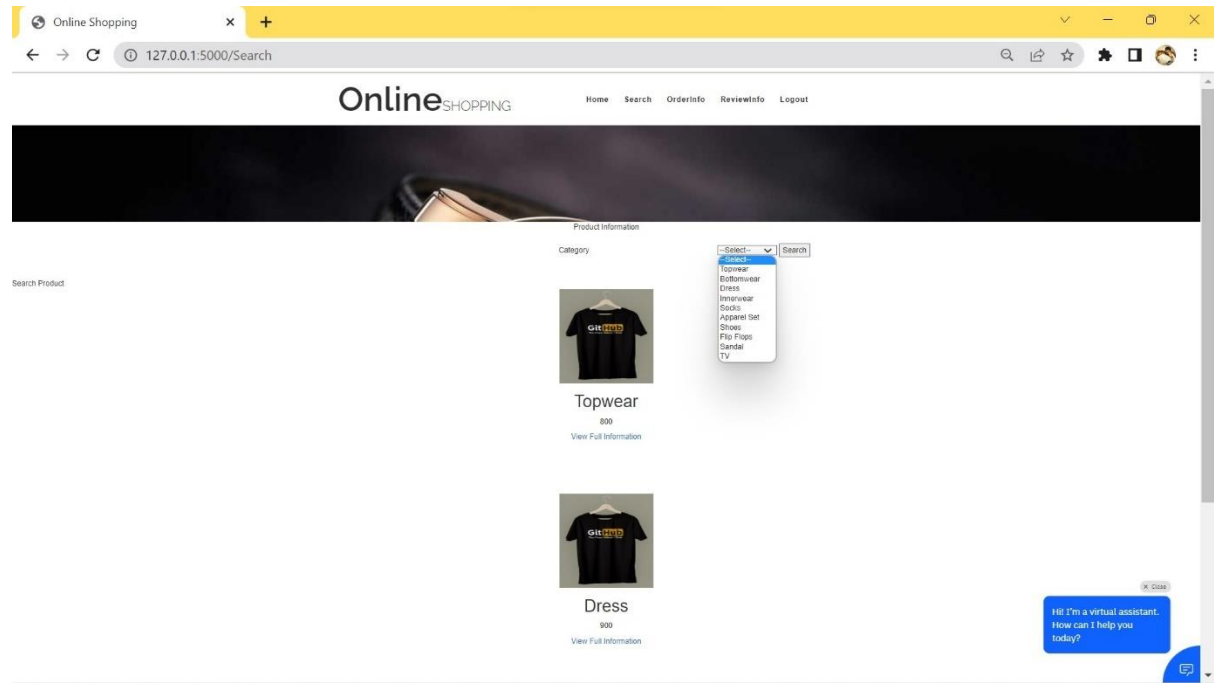 Online Shopping
127.0.0.1:5000/Search
OnlineSHOPPING
Home Search OrderInfo ReviewInfo Logout
Product Information
Category --Select-- Search
--Select--
Topwear
Bottomwear
Dress
Innerwear
Socks
Apparel Set
Shoes
Flip Flops
Sandal
TV
Search Product
GitHub
Topwear
800
View Full Information
GitHub
Dress
900
View Full Information
× Close
Hi! I'm a virtual assistant.
How can I help you
today?